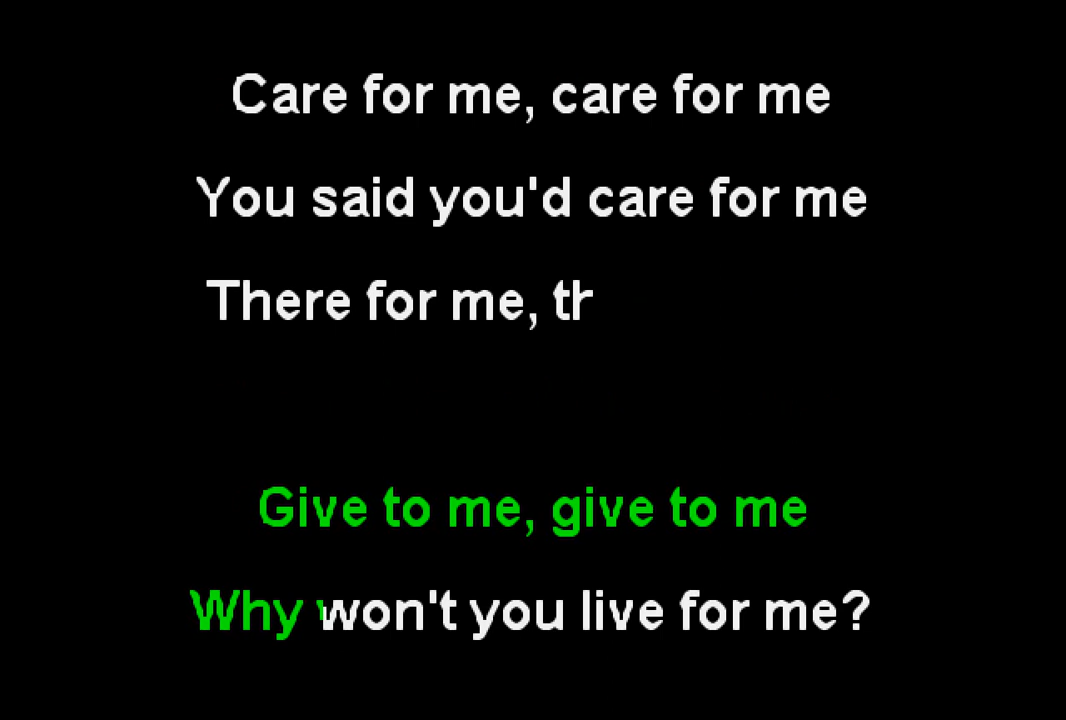 Care for me, care for me
You said you'd care for me
There for me, th
Give to me, give to me
Why won't you live for me?